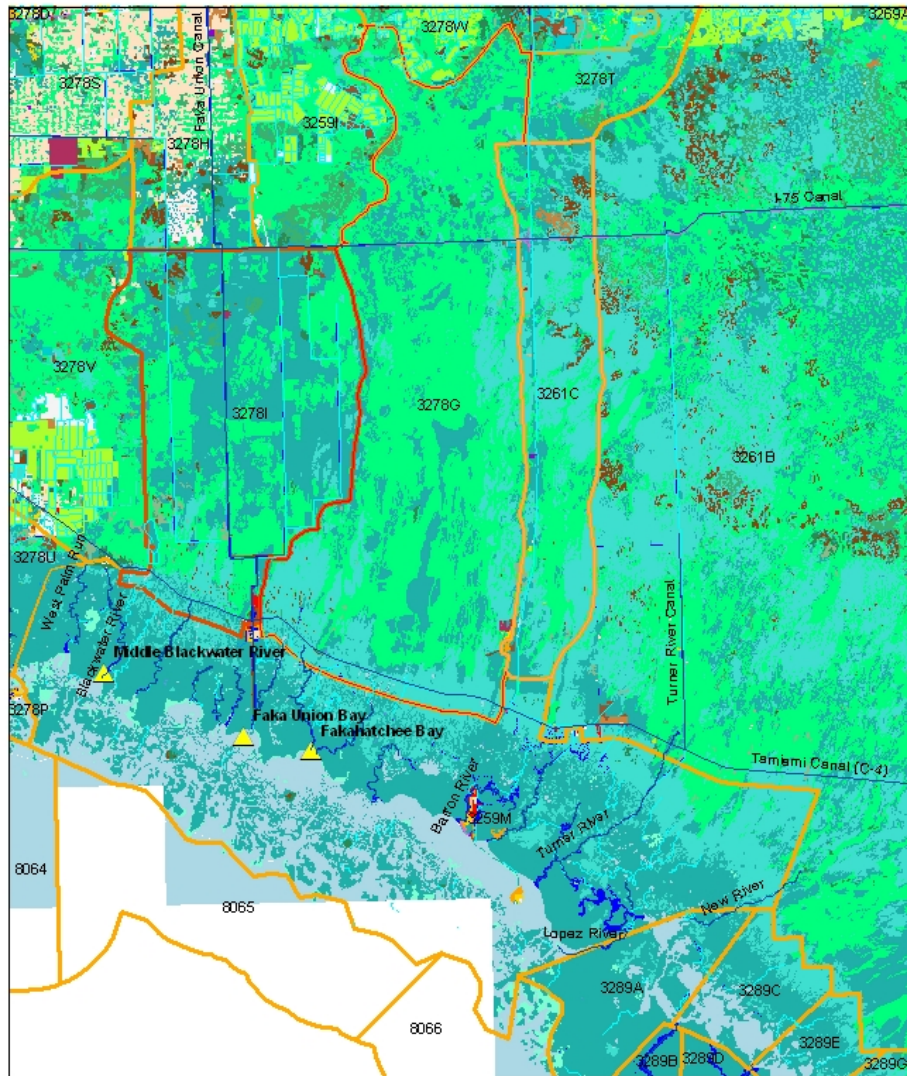 3278D
3278W
3269A
3278S
Faka Union Canal
3278T
3259I
3278H
I-75 Canal
3278V
3278I
3278G
3261C
3261B
3278U
West Palm Run
Blackwater River
Middle Blackwater River
Turner River Canal
3278P
Faka Union Bay
Fakahatchee Bay
Tamiami Canal (C-4)
Barron River
3259M
Turner River
8064
8065
New River
Lopez River
3289A
3289C
8066
3289E
3289B
3289D
3289G